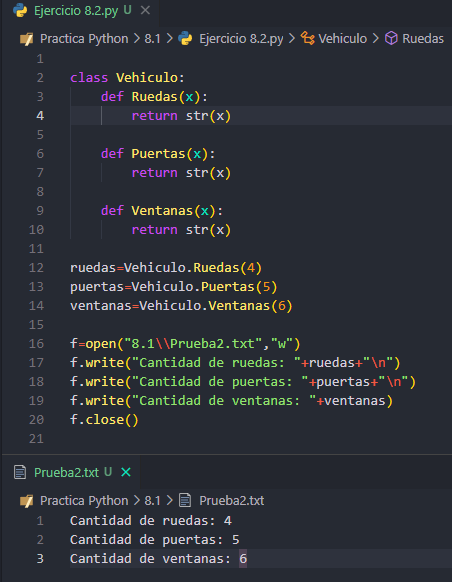 Ejercicio 8.2.py U ×
Practica Python > 8.1 > Ejercicio 8.2.py > Vehiculo > Ruedas
1
2 class Vehiculo:
3     def Ruedas(x):
4         return str(x)
5
6     def Puertas(x):
7         return str(x)
8
9     def Ventanas(x):
10         return str(x)
11
12 ruedas=Vehiculo.Ruedas(4)
13 puertas=Vehiculo.Puertas(5)
14 ventanas=Vehiculo.Ventanas(6)
15
16 f=open("8.1\\Prueba2.txt","w")
17 f.write("Cantidad de ruedas: "+ruedas+"\n")
18 f.write("Cantidad de puertas: "+puertas+"\n")
19 f.write("Cantidad de ventanas: "+ventanas)
20 f.close()
21
Prueba2.txt U ×
Practica Python > 8.1 > Prueba2.txt
1 Cantidad de ruedas: 4
2 Cantidad de puertas: 5
3 Cantidad de ventanas: 6